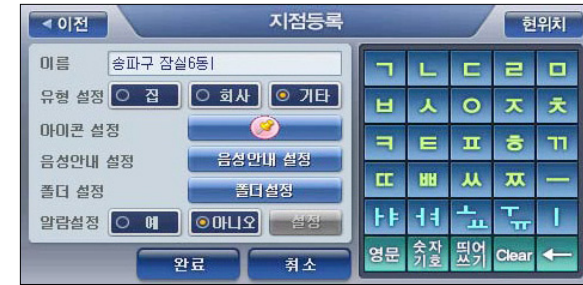 ◄ 이전 지점등록 현위치
이름 송파구 잠실6동
유형 설정 집 회사 기타
아이콘 설정
음성안내 설정 음성안내 설정
폴더 설정 폴더설정
알람설정 예 아니오 설정
완료 취소
ㄱ ㄴ ㄷ ㄹ ㅁ
ㅂ ㅅ ㅇ ㅈ ㅊ
ㅋ ㅌ ㅍ ㅎ ㄲ
ㄸ ㅃ ㅆ ㅉ ㅡ
ㅏㅑ ㅓㅕ ㅗㅛ ㅜㅠ ㅣ
영문 숫자기호 띄어쓰기 Clear ←